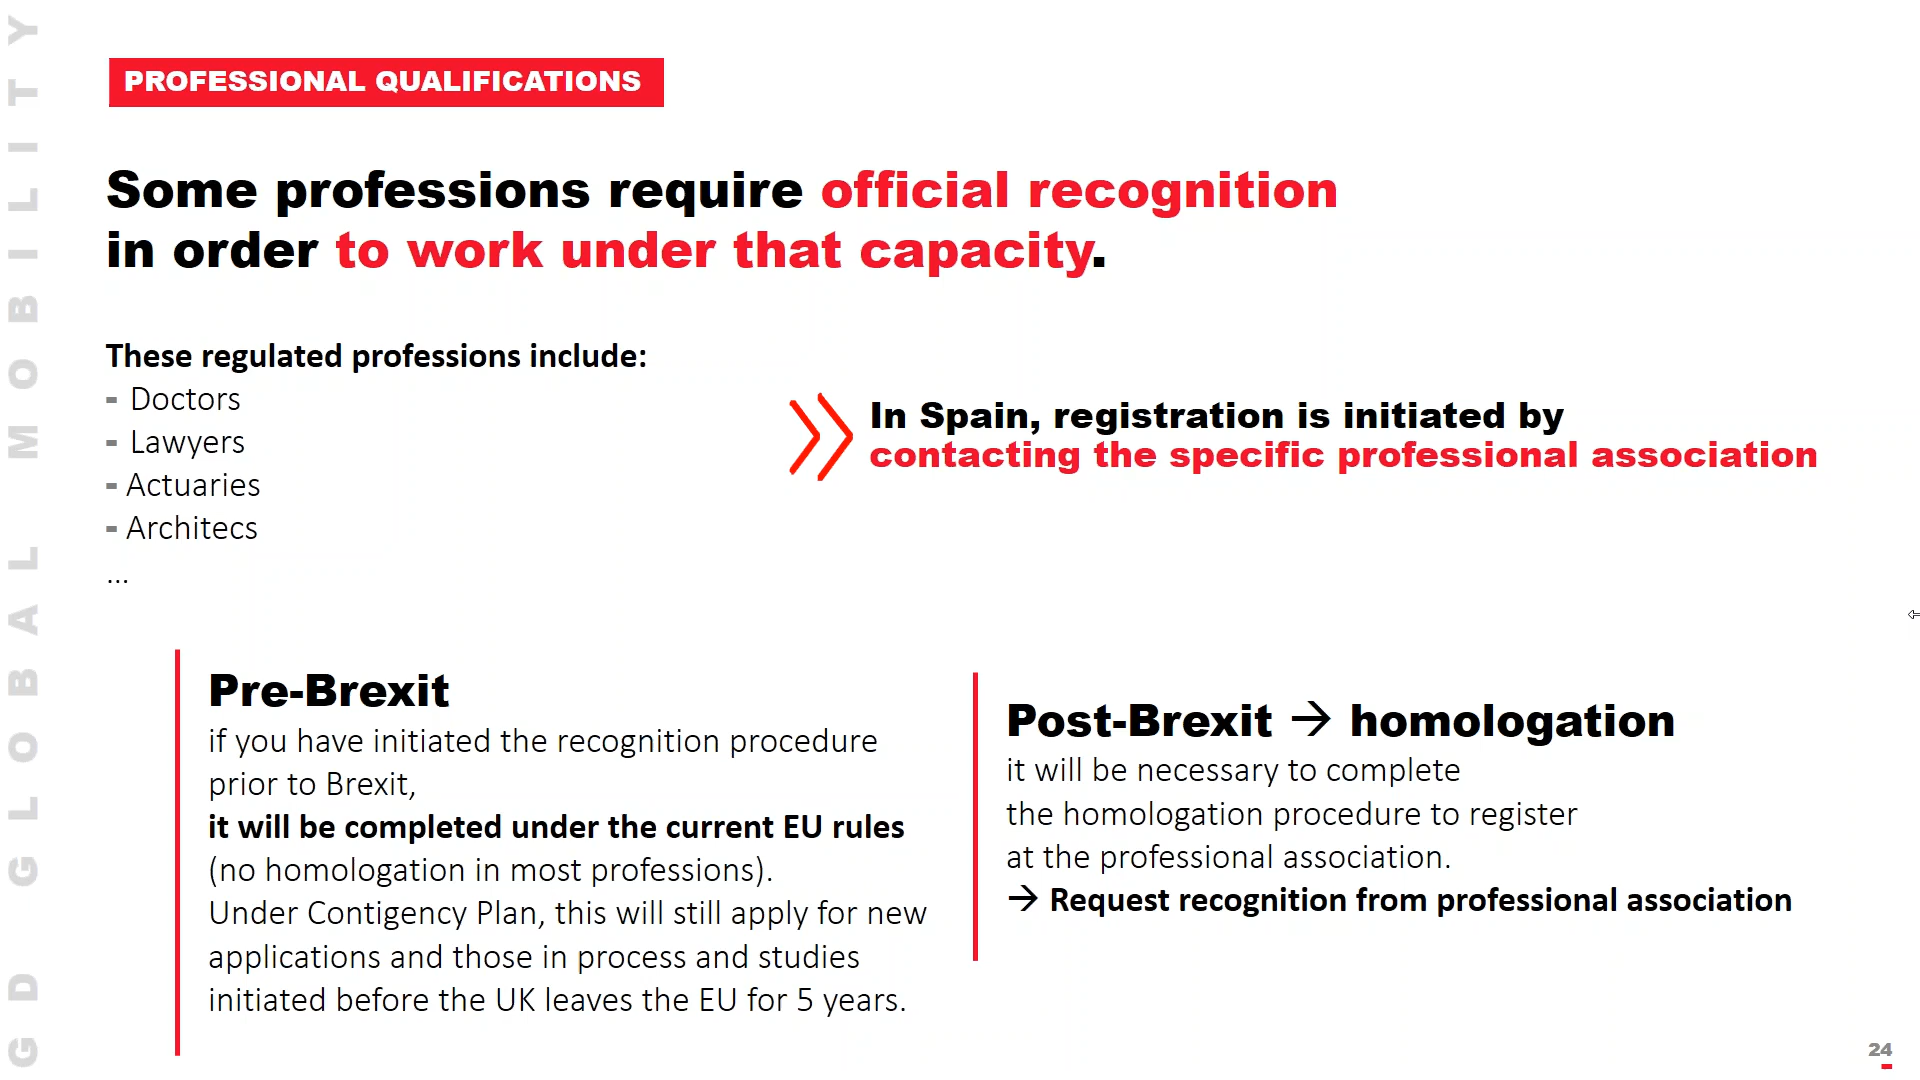 GD GLOBAL MOBILITY
PROFESSIONAL QUALIFICATIONS
Some professions require official recognition
in order to work under that capacity.
These regulated professions include:
- Doctors
- Lawyers
- Actuaries
- Architecs
...
In Spain, registration is initiated by
contacting the specific professional association
Pre-Brexit
if you have initiated the recognition procedure
prior to Brexit,
it will be completed under the current EU rules
(no homologation in most professions).
Under Contigency Plan, this will still apply for new
applications and those in process and studies
initiated before the UK leaves the EU for 5 years.
Post-Brexit → homologation
it will be necessary to complete
the homologation procedure to register
at the professional association.
→ Request recognition from professional association
24